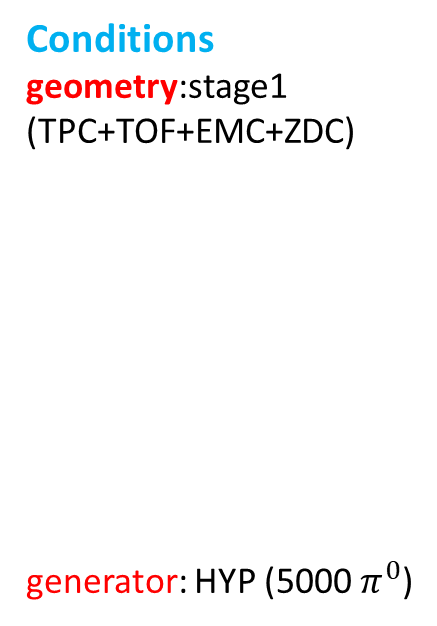 Conditions
geometry:stage1
(TPC+TOF+EMC+ZDC)
generator: HYP (5000 π⁰)